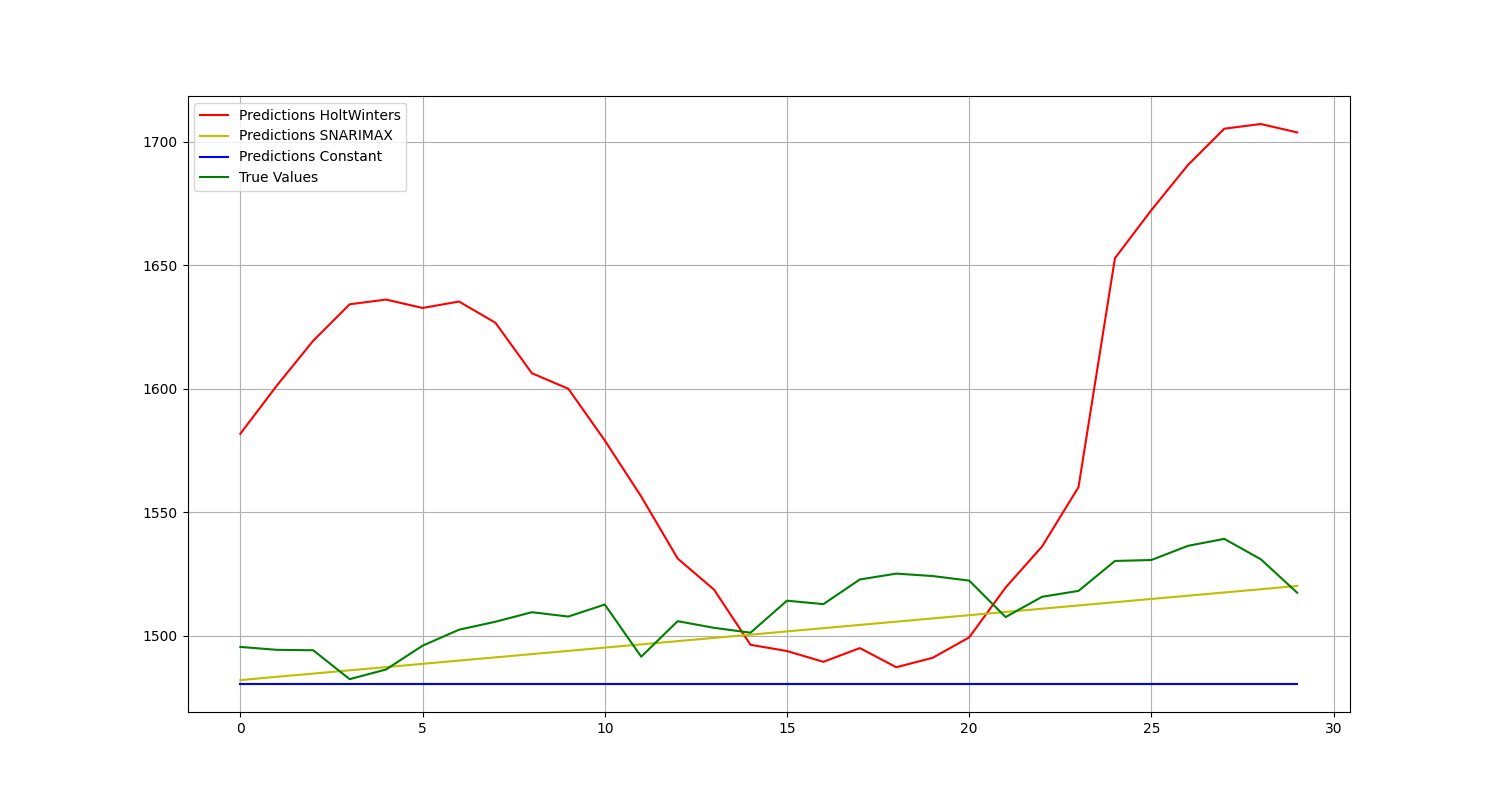 Predictions HoltWinters
Predictions SNARIMAX
Predictions Constant
True Values
1700
1650
1600
1550
1500
0 5 10 15 20 25 30